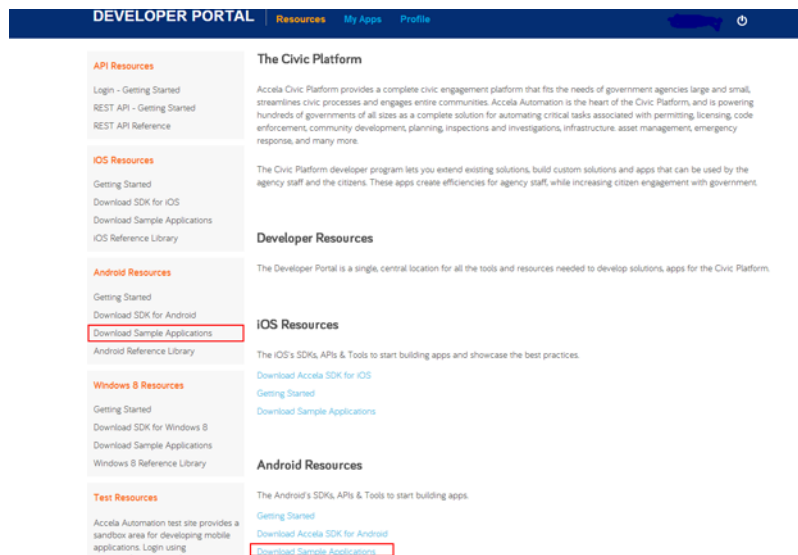 DEVELOPER PORTAL
Resources
My Apps
Profile
API Resources
Login - Getting Started
REST API - Getting Started
REST API Reference
iOS Resources
Getting Started
Download SDK for iOS
Download Sample Applications
iOS Reference Library
Android Resources
Getting Started
Download SDK for Android
Download Sample Applications
Android Reference Library
Windows 8 Resources
Getting Started
Download SDK for Windows 8
Download Sample Applications
Windows 8 Reference Library
Test Resources
Accela Automation test site provides a
sandbox area for developing mobile
applications. Login using
The Civic Platform
Accela Civic Platform provides a complete civic engagement platform that fits the needs of government agencies large and small,
streamlines civic processes and engages entire communities. Accela Automation is the heart of the Civic Platform, and is powering
hundreds of governments of all sizes as a complete solution for automating critical tasks associated with permitting, licensing, code
enforcement, community development, planning, inspections and investigations, infrastructure. asset management, emergency
response, and many more.
The Civic Platform developer program lets you extend existing solutions, build custom solutions and apps that can be used by the
agency staff and the citizens. These apps create efficiencies for agency staff, while increasing citizen engagement with government.
Developer Resources
The Developer Portal is a single, central location for all the tools and resources needed to develop solutions, apps for the Civic Platform.
iOS Resources
The iOS's SDKs, APIs & Tools to start building apps and showcase the best practices.
Download Accela SDK for iOS
Getting Started
Download Sample Applications
Android Resources
The Android's SDKs, APIs & Tools to start building apps.
Getting Started
Download Accela SDK for Android
Download Sample Applications